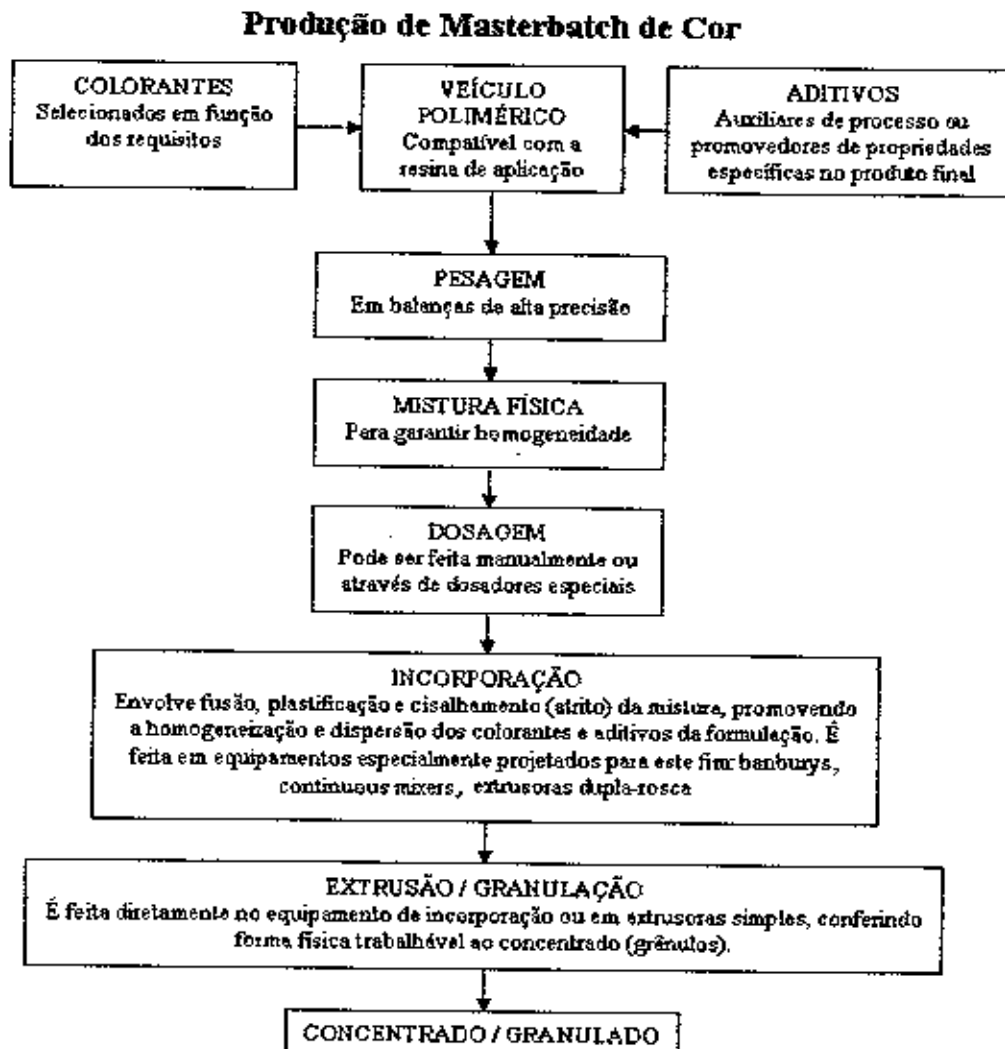 Produção de Masterbatch de Cor
COLORANTES
Selecionados em função
dos requisitos
VEÍCULO
POLIMÉRICO
Compatível com a
resina de aplicação
ADITIVOS
Auxiliares de processo ou
promovedores de propriedades
específicas no produto final
PESAGEM
Em balanças de alta precisão
MISTURA FÍSICA
Para garantir homogeneidade
DOSAGEM
Pode ser feita manualmente ou
através de dosadores especiais
INCORPORAÇÃO
Envolve fusão, plastificação e cisalhamento (atrito) da mistura, promovendo
a homogeneização e dispersão dos colorantes e aditivos da formulação. É
feita em equipamentos especialmente projetados para este fim: banburys,
continuous mixers, extrusoras dupla-rosca
EXTRUSÃO / GRANULAÇÃO
É feita diretamente no equipamento de incorporação ou em extrusoras simples, conferindo
forma física trabalhável ao concentrado (grânulos).
CONCENTRADO / GRANULADO